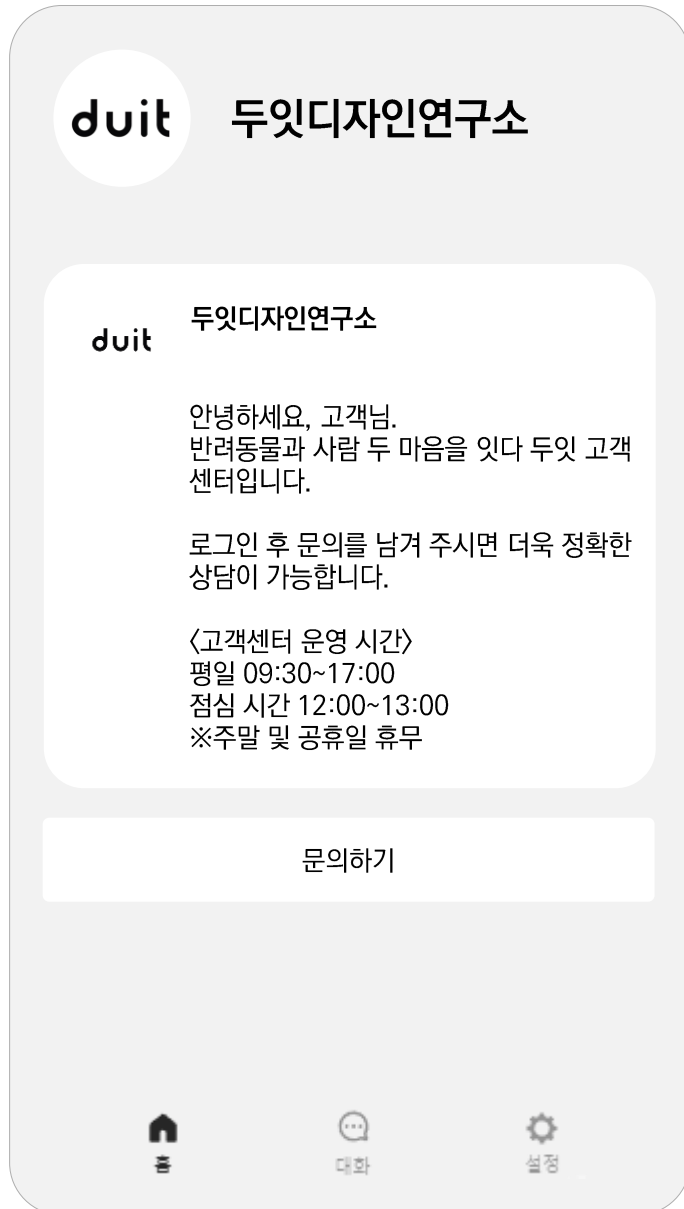 duit 두잇디자인연구소
duit 두잇디자인연구소
안녕하세요, 고객님.
반려동물과 사람 두 마음을 잇다 두잇 고객
센터입니다.
로그인 후 문의를 남겨 주시면 더욱 정확한
상담이 가능합니다.
〈고객센터 운영 시간〉
평일 09:30~17:00
점심 시간 12:00~13:00
※주말 및 공휴일 휴무
문의하기
홈 대화 설정